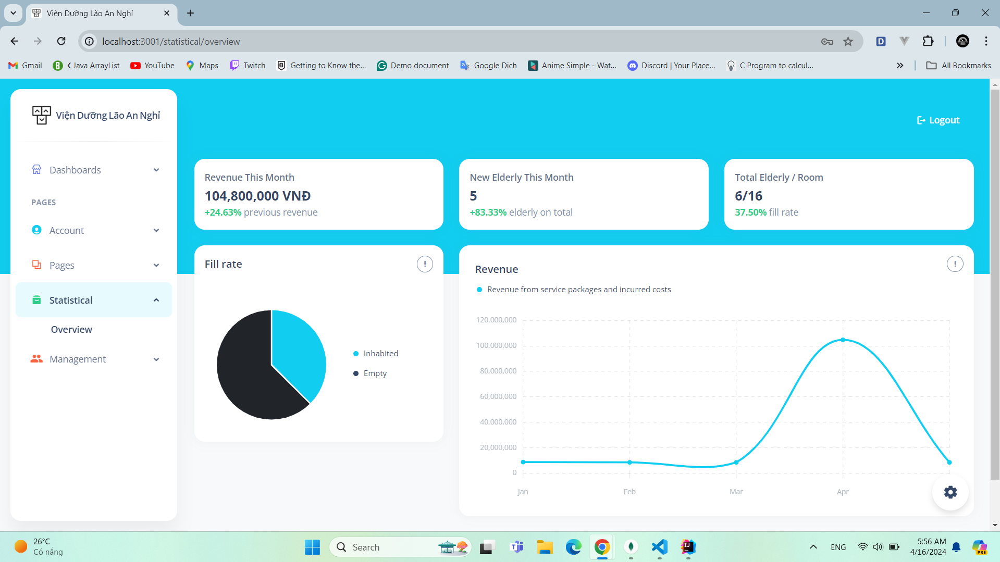 Viện Dưỡng Lão An Nghỉ
localhost:3001/statistical/overview
Gmail
Java ArrayList
YouTube
Maps
Twitch
Getting to Know the...
Demo document
Google Dịch
Anime Simple - Wat...
Discord | Your Place...
C Program to calcul...
All Bookmarks
Viện Dưỡng Lão An Nghỉ
Logout
Dashboards
PAGES
Account
Pages
Statistical
Overview
Management
Revenue This Month
104,800,000 VNĐ
+24.63% previous revenue
New Elderly This Month
5
+83.33% elderly on total
Total Elderly / Room
6/16
37.50% fill rate
Fill rate
Inhabited
Empty
Revenue
Revenue from service packages and incurred costs
120,000,000
100,000,000
80,000,000
60,000,000
40,000,000
20,000,000
0
Jan
Feb
Mar
Apr
26°C
Có nắng
Search
ENG
5:56 AM
4/16/2024
PRE